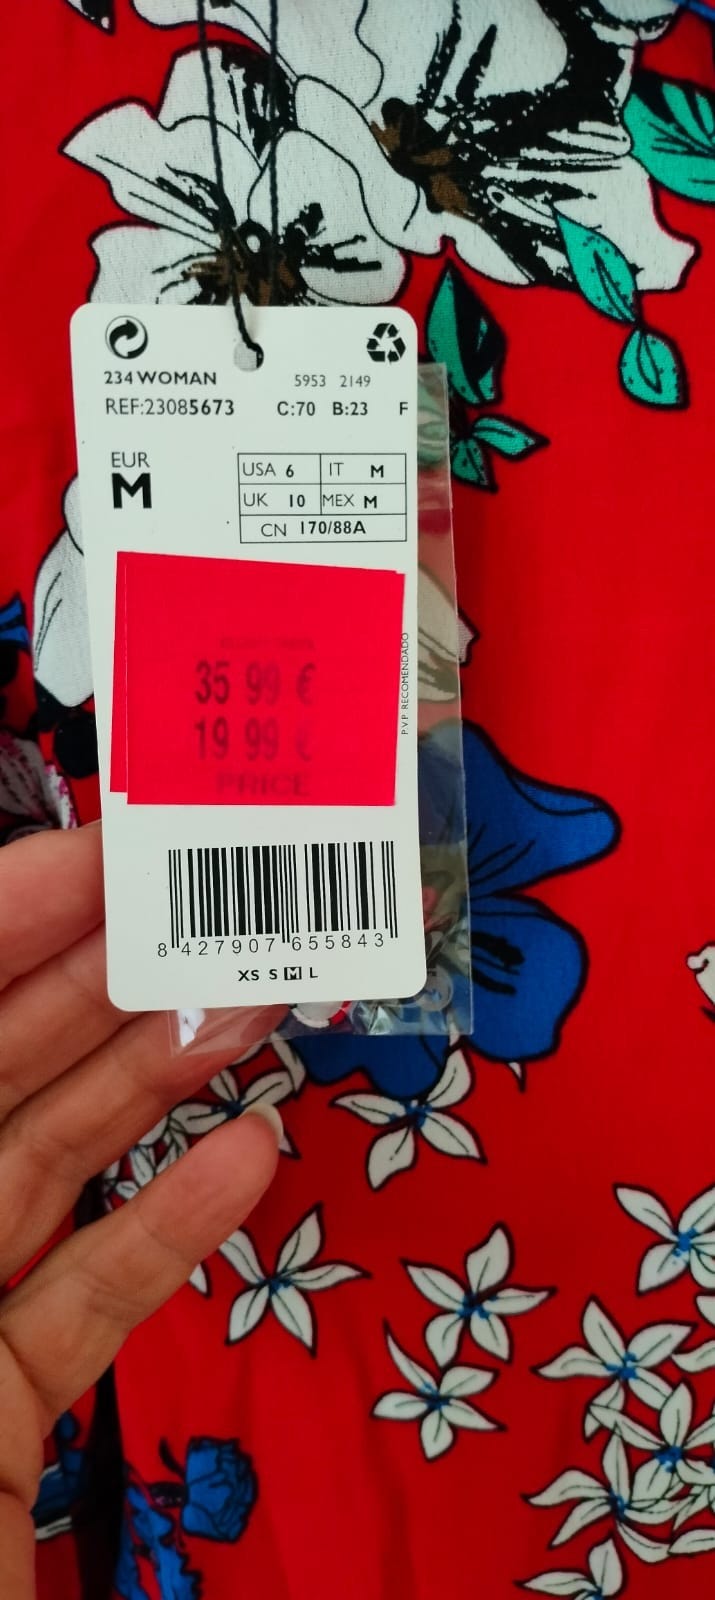 234 WOMAN 5953 2149
REF:23085673 C:70 B:23 F
EUR
M
USA 6 IT M
UK 10 MEX M
CN 170/88A
35 99 €
19 99 €
PRICE
P.V.P. RECOMENDADO
8 427907 655843
XS S M L